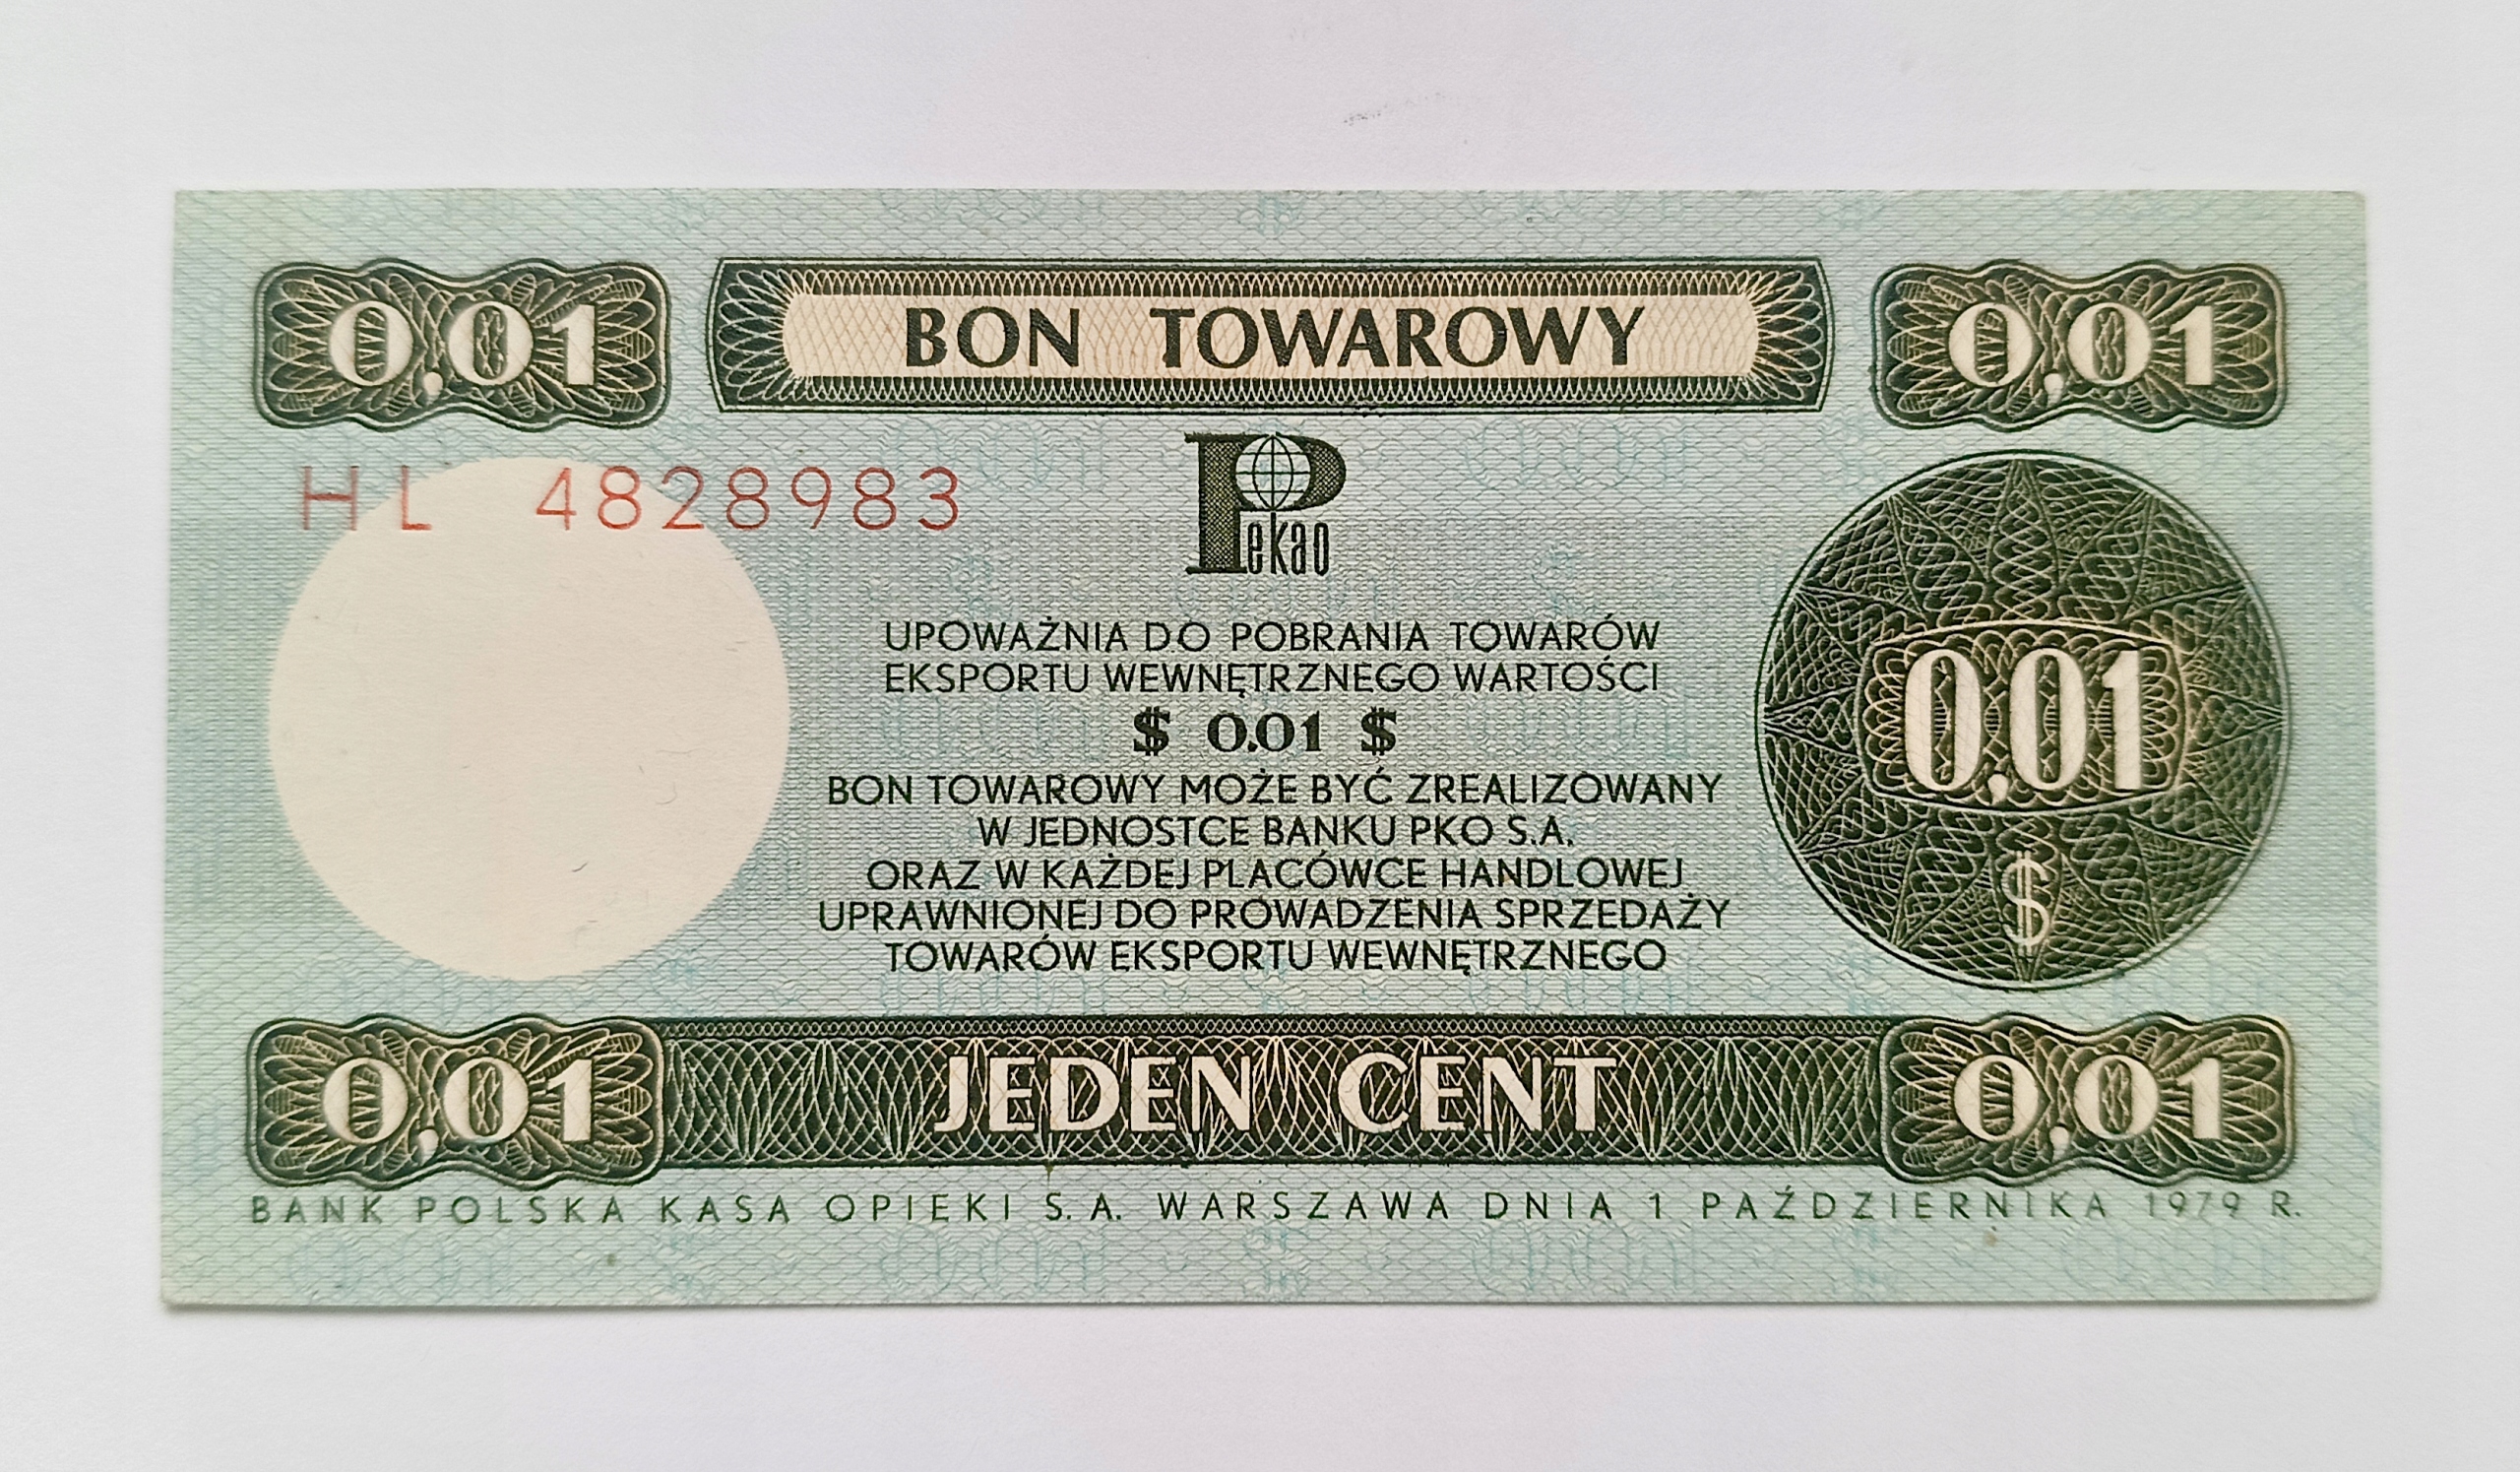 0,01 BON TOWAROWY 0,01
HL 4828983
Pekao
UPOWAŻNIA DO POBRANIA TOWARÓW
EKSPORTU WEWNĘTRZNEGO WARTOŚCI
$ 0.01 $
0,01
BON TOWAROWY MOŻE BYĆ ZREALIZOWANY
W JEDNOSTCE BANKU PKO S.A.
ORAZ W KAŻDEJ PLACÓWCE HANDLOWEJ
UPRAWNIONEJ DO PROWADZENIA SPRZEDAŻY
TOWARÓW EKSPORTU WEWNĘTRZNEGO
$
0,01 JEDEN CENT 0,01
BANK POLSKA KASA OPIEKI S.A. WARSZAWA DNIA 1 PAŹDZIERNIKA 1979 R.